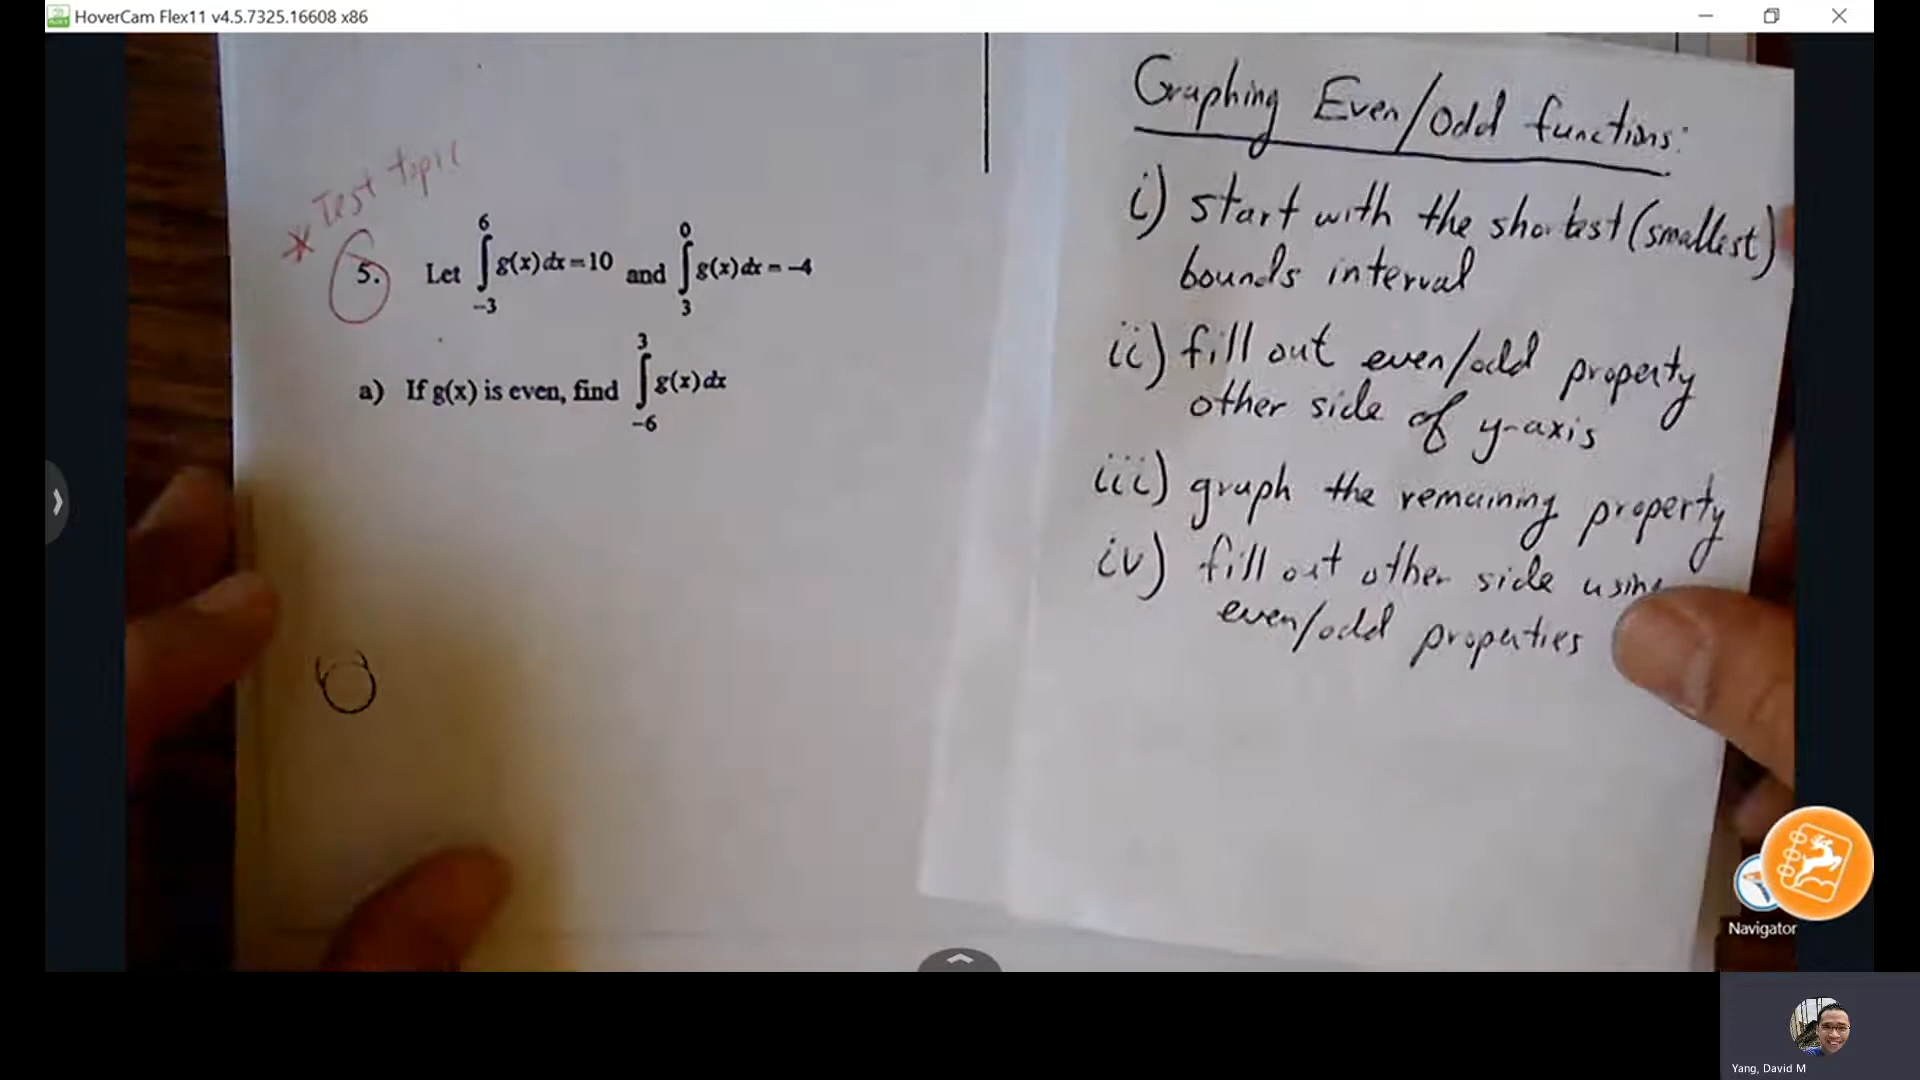 HoverCam Flex11 v4.5.7325.16608 x86
* Test topic
5. Let ∫_{-3}^{6} g(x) dx = 10 and ∫_{3}^{0} g(x) dx = -4
a) If g(x) is even, find ∫_{-6}^{3} g(x) dx
Graphing Even/Odd functions:
i) start with the shortest (smallest)
bounds interval
ii) fill out even/odd property
other side of y-axis
iii) graph the remaining property
iv) fill out other side using
even/odd properties
Navigator
Yang, David M